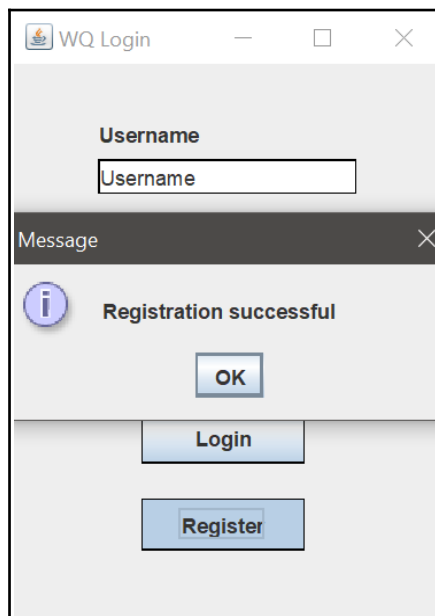 WQ Login
Username
Username
Message
Registration successful
OK
Login
Register